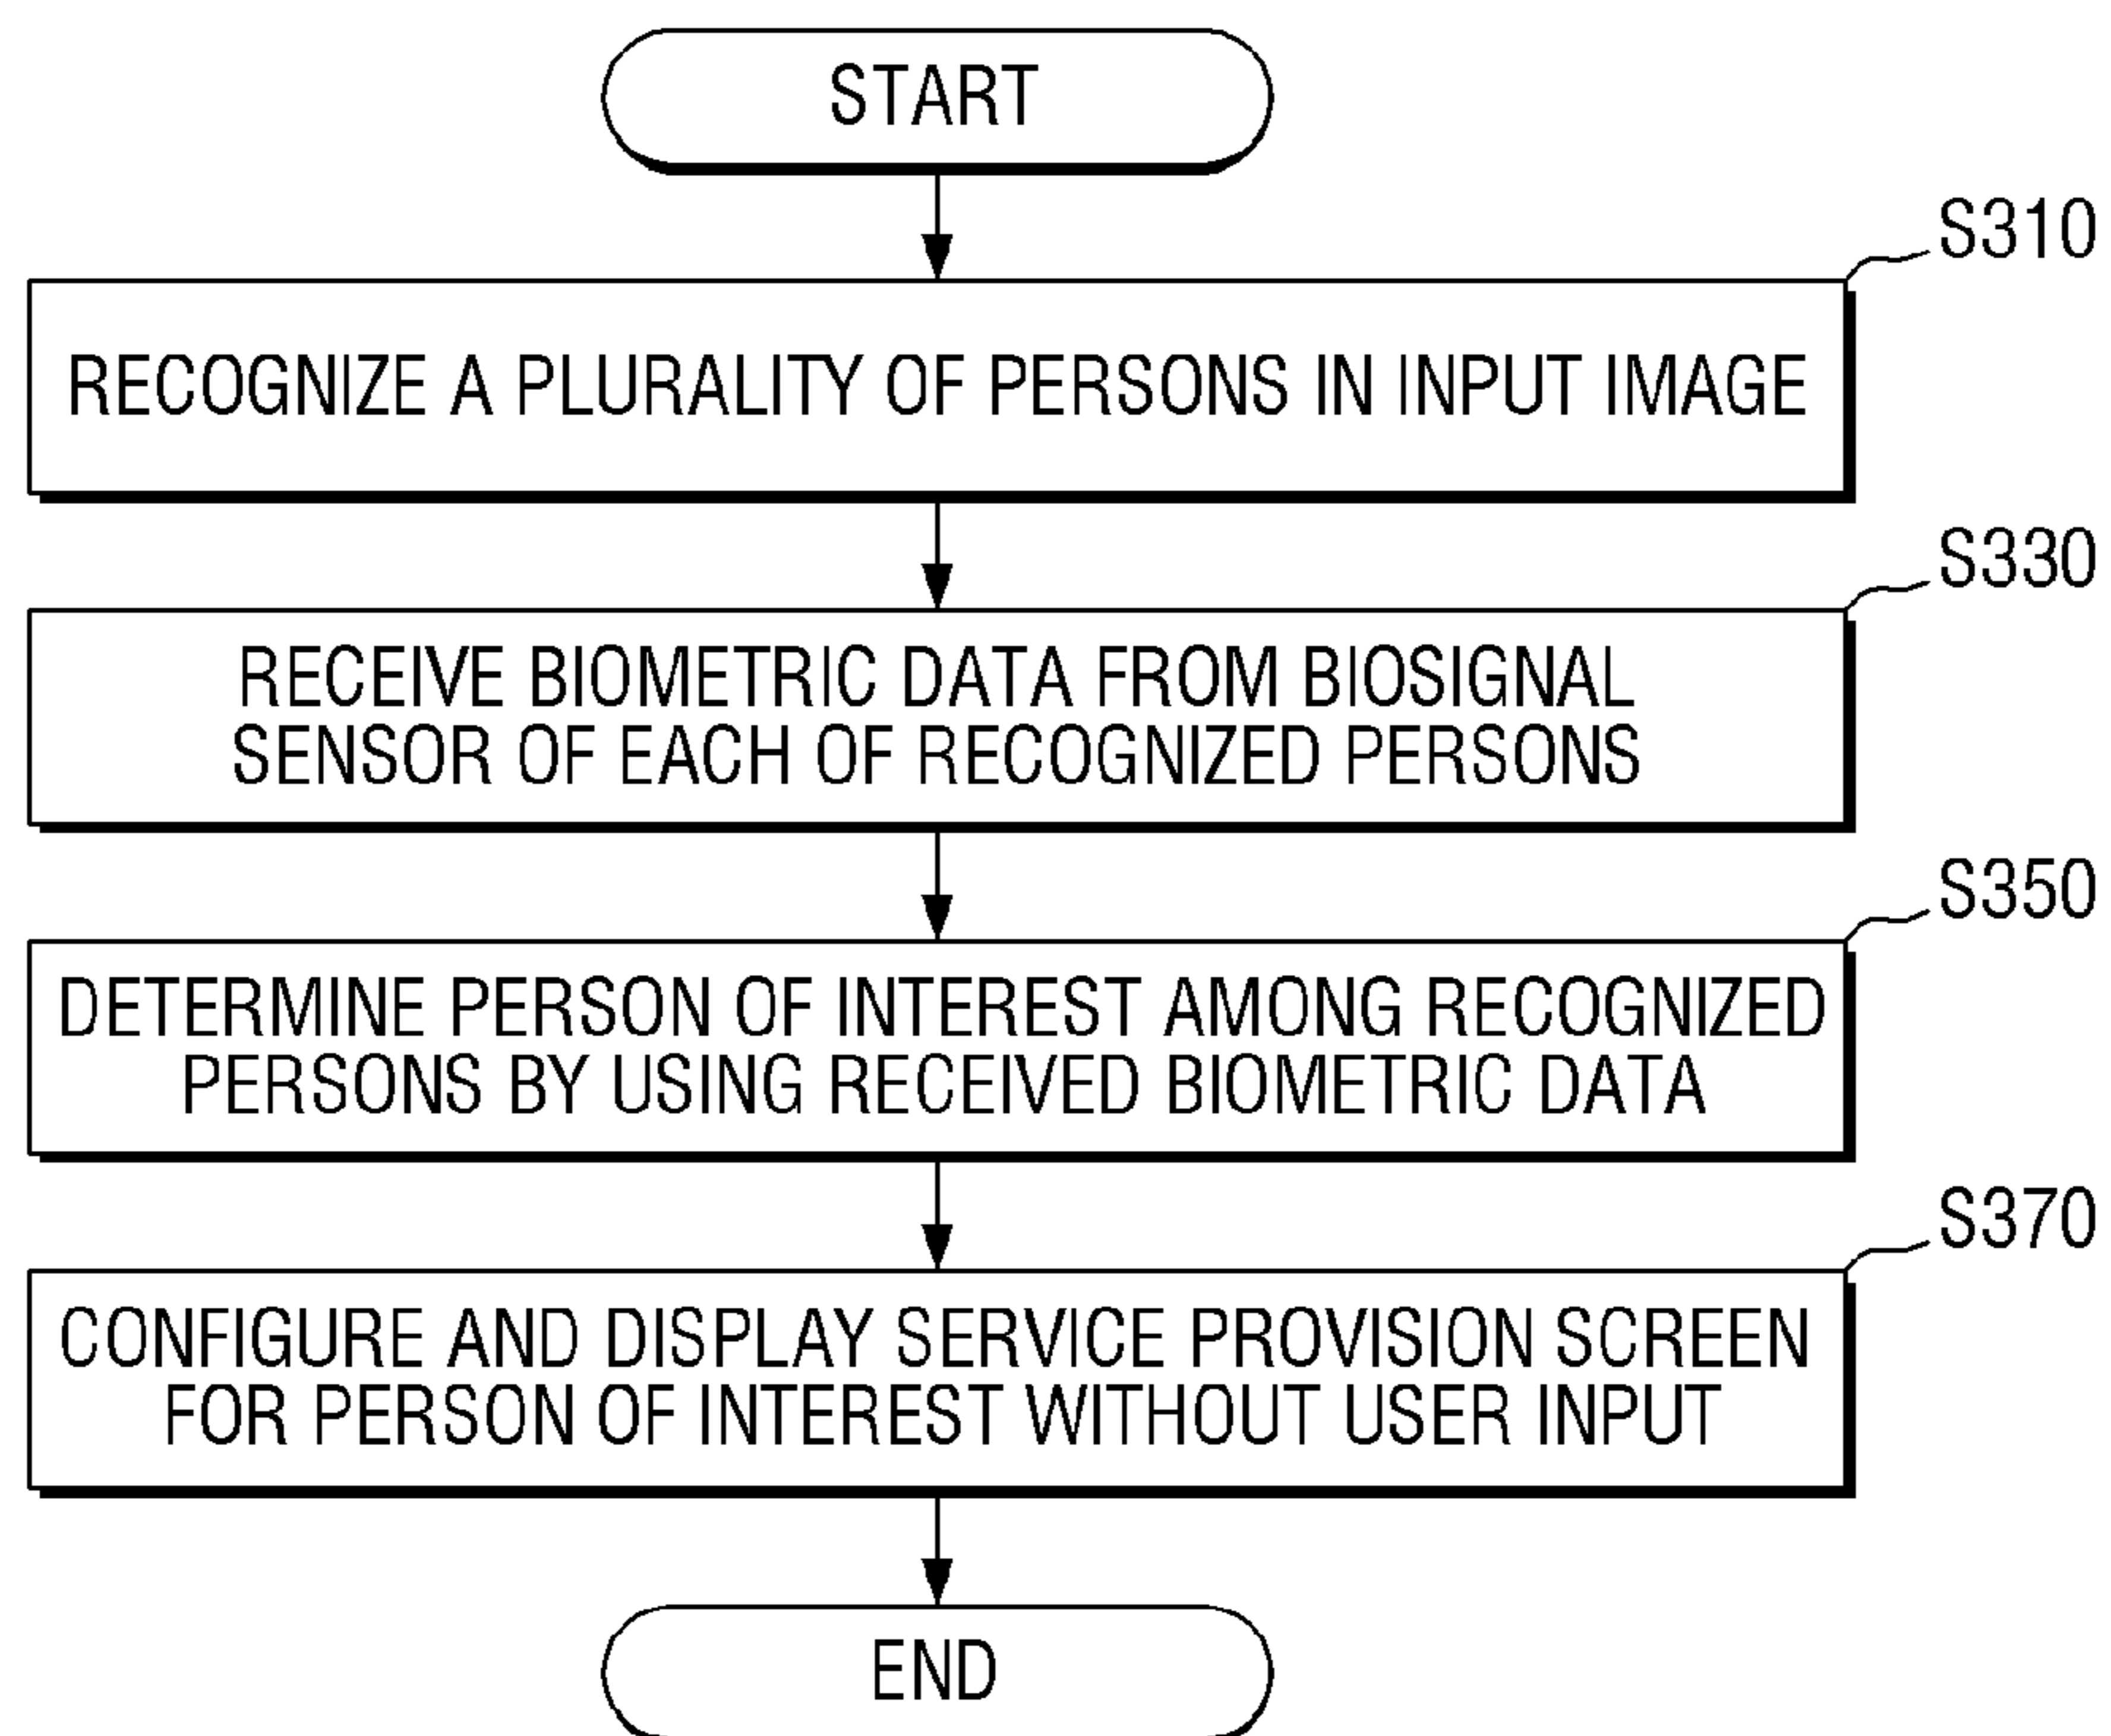 START
S310
RECOGNIZE A PLURALITY OF PERSONS IN INPUT IMAGE
S330
RECEIVE BIOMETRIC DATA FROM BIOSIGNAL
SENSOR OF EACH OF RECOGNIZED PERSONS
S350
DETERMINE PERSON OF INTEREST AMONG RECOGNIZED
PERSONS BY USING RECEIVED BIOMETRIC DATA
S370
CONFIGURE AND DISPLAY SERVICE PROVISION SCREEN
FOR PERSON OF INTEREST WITHOUT USER INPUT
END